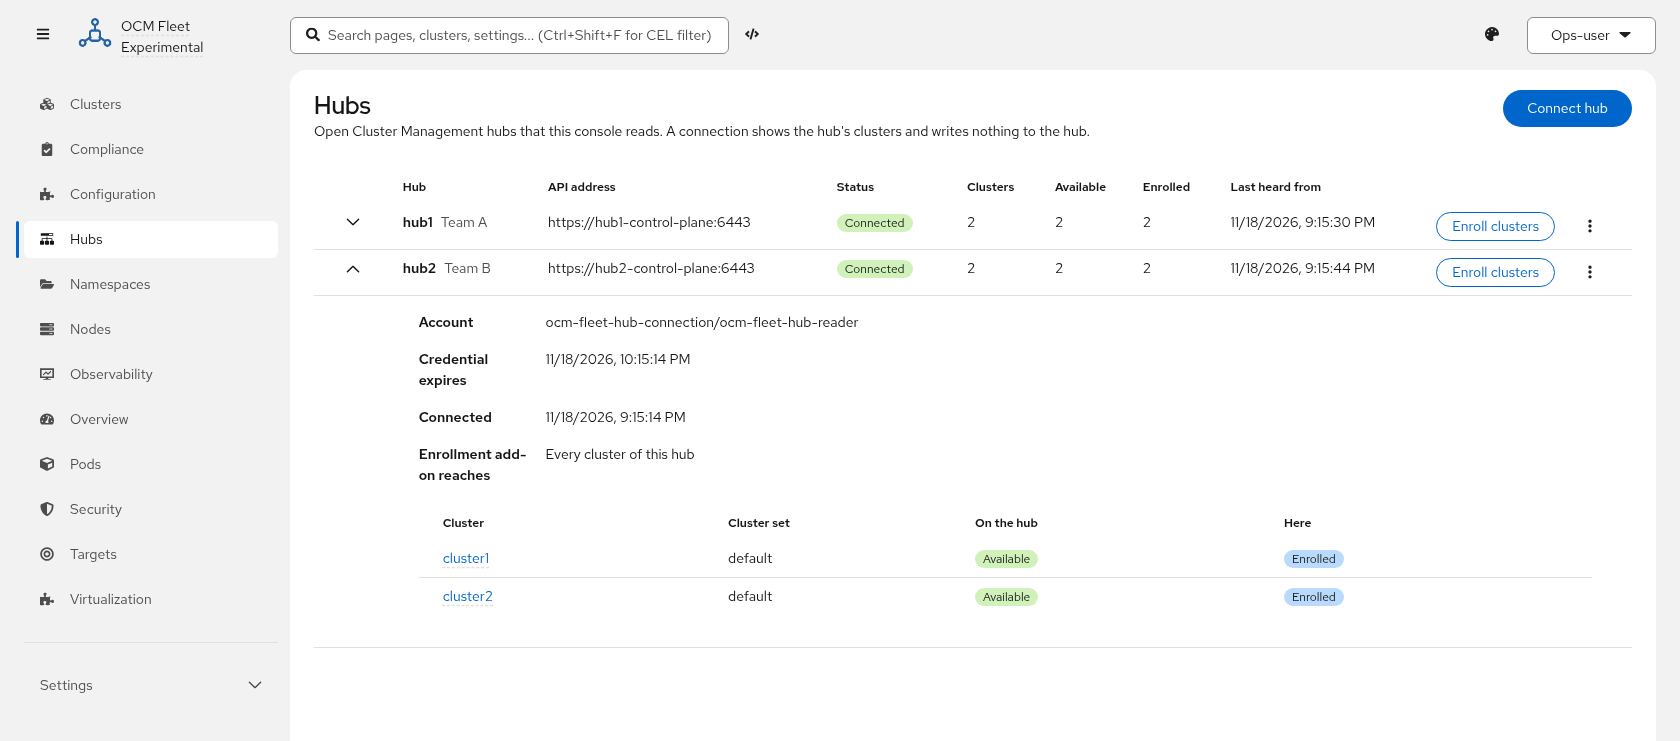 OCM Fleet
Experimental
Search pages, clusters, settings... (Ctrl+Shift+F for CEL filter)
Ops-user
Clusters
Compliance
Configuration
Hubs
Namespaces
Nodes
Observability
Overview
Pods
Security
Targets
Virtualization
Settings
Hubs
Connect hub
Open Cluster Management hubs that this console reads. A connection shows the hub's clusters and writes nothing to the hub.
Hub API address Status Clusters Available Enrolled Last heard from
hub1 Team A https://hub1-control-plane:6443 Connected 2 2 2 11/18/2026, 9:15:30 PM Enroll clusters
hub2 Team B https://hub2-control-plane:6443 Connected 2 2 2 11/18/2026, 9:15:44 PM Enroll clusters
Account ocm-fleet-hub-connection/ocm-fleet-hub-reader
Credential expires 11/18/2026, 10:15:14 PM
Connected 11/18/2026, 9:15:14 PM
Enrollment add-on reaches Every cluster of this hub
Cluster Cluster set On the hub Here
cluster1 default Available Enrolled
cluster2 default Available Enrolled